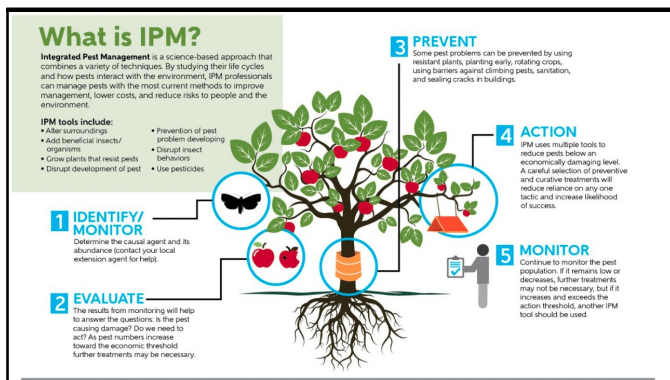 What is IPM?
Integrated Pest Management is a science-based approach that
combines a variety of techniques. By studying their life cycles
and how pests interact with the environment, IPM professionals
can manage pests with the most current methods to improve
management, lower costs, and reduce risks to people and the
environment.
IPM tools include:
• Alter surroundings
• Add beneficial insects/
organisms
• Grow plants that resist pests
• Disrupt development of pest
• Prevention of pest
problem developing
• Disrupt insect
behaviors
• Use pesticides
1 IDENTIFY/
MONITOR
Determine the causal agent and its
abundance (contact your local
extension agent for help).
2 EVALUATE
The results from monitoring will help
to answer the questions: Is the pest
causing damage? Do we need to
act? As pest numbers increase
toward the economic threshold
further treatments may be necessary.
3 PREVENT
Some pest problems can be prevented by using
resistant plants, planting early, rotating crops,
using barriers against climbing pests, sanitation,
and sealing cracks in buildings.
4 ACTION
IPM uses multiple tools to
reduce pests below an
economically damaging level.
A careful selection of preventive
and curative treatments will
reduce reliance on any one
tactic and increase likelihood
of success.
5 MONITOR
Continue to monitor the pest
population. If it remains low or
decreases, further treatments
may not be necessary, but if it
increases and exceeds the
action threshold, another IPM
tool should be used.